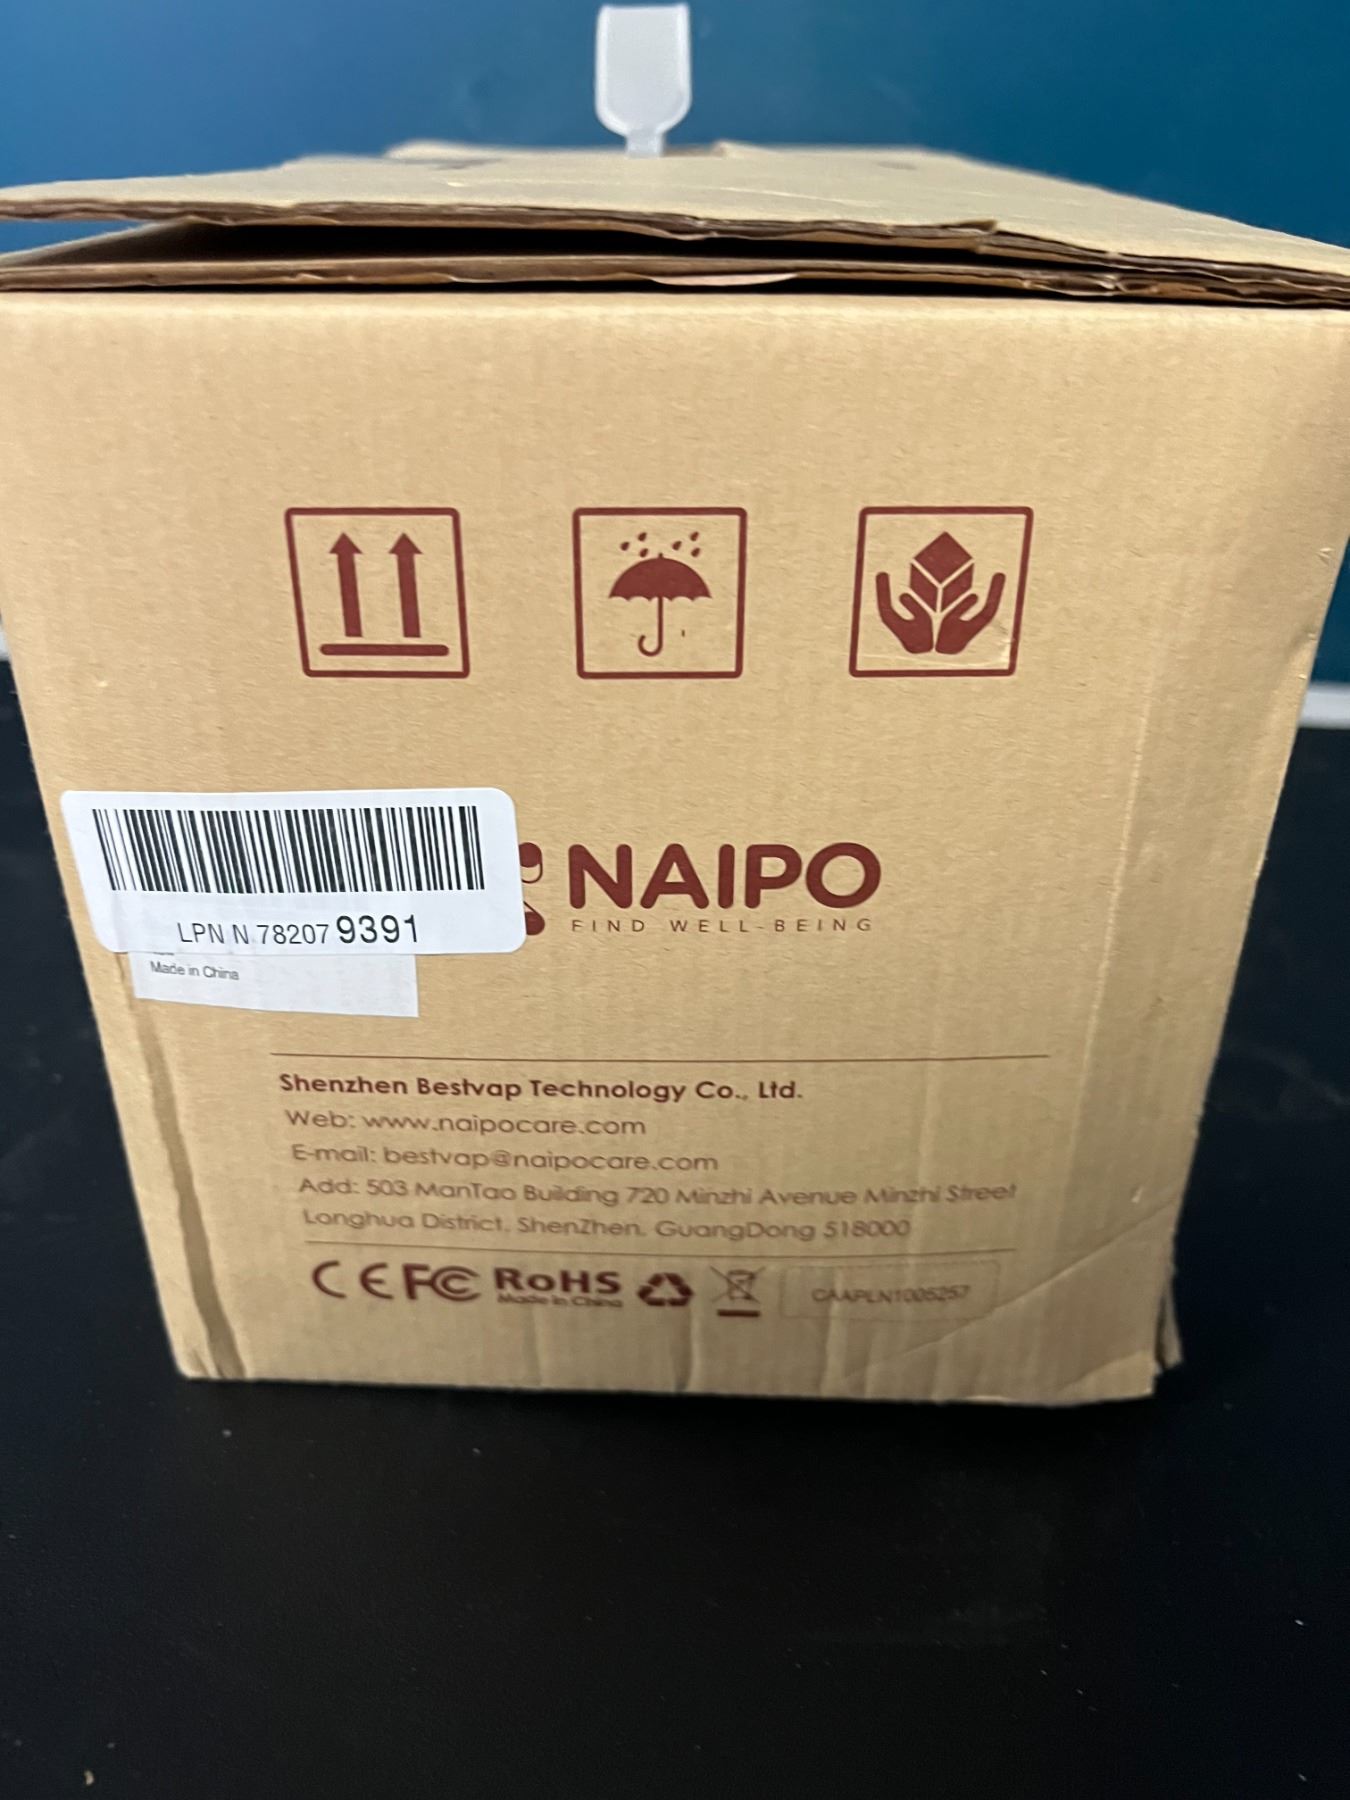 LPN N 78207 9391
Made in China
NAIPO
FIND WELL-BEING
Shenzhen Bestvap Technology Co., Ltd.
Web: www.naipocare.com
E-mail: bestvap@naipocare.com
Add: 503 ManTao Building 720 Minzhi Avenue Minzhi Street
Longhua District, ShenZhen, GuangDong 518000
CE FC RoHS
Made in China
CAAPLN1005257